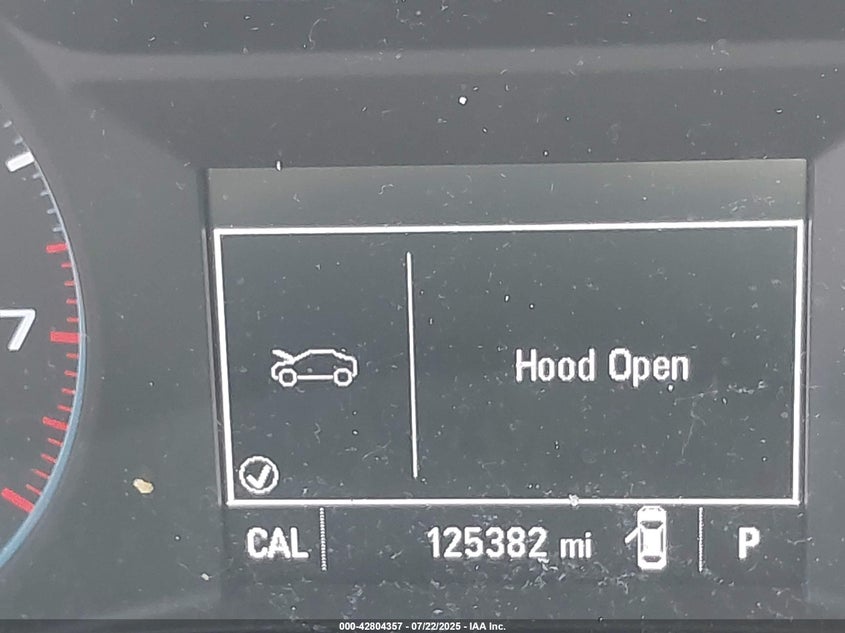 7
Hood Open
CAL 125382 mi P
000-42804357 - 07/22/2025 - IAA Inc.